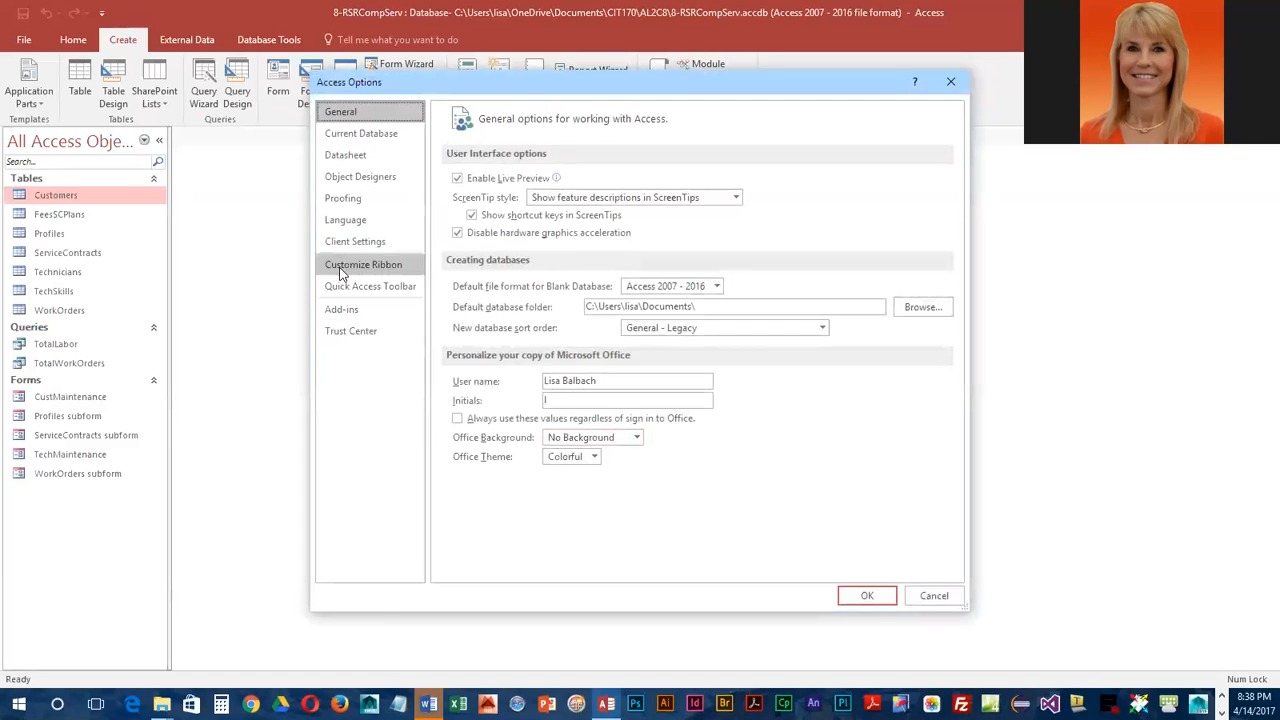 8-RSRCompServ : Database- C:\Users\lisa\OneDrive\Documents\CIT170\AL2C8\8-RSRCompServ.accdb (Access 2007 - 2016 file format) - Access
File Home Create External Data Database Tools Tell me what you want to do
Application Parts
Table
Table Design
SharePoint Lists
Query Wizard
Query Design
Form
Form Wizard
Module
Templates Tables Queries
All Access Obje...
Search...
Tables
Customers
FeesSCPlans
Profiles
ServiceContracts
Technicians
TechSkills
WorkOrders
Queries
TotalLabor
TotalWorkOrders
Forms
CustMaintenance
Profiles subform
ServiceContracts subform
TechMaintenance
WorkOrders subform
Access Options ?
General
Current Database
Datasheet
Object Designers
Proofing
Language
Client Settings
Customize Ribbon
Quick Access Toolbar
Add-ins
Trust Center
General options for working with Access.
User Interface options
Enable Live Preview
ScreenTip style: Show feature descriptions in ScreenTips
Show shortcut keys in ScreenTips
Disable hardware graphics acceleration
Creating databases
Default file format for Blank Database: Access 2007 - 2016
Default database folder: C:\Users\lisa\Documents\ Browse...
New database sort order: General - Legacy
Personalize your copy of Microsoft Office
User name: Lisa Balbach
Initials: l
Always use these values regardless of sign in to Office.
Office Background: No Background
Office Theme: Colorful
OK Cancel
Ready Num Lock
Ps Ai Id Br Cp An Pl
8:38 PM
4/14/2017